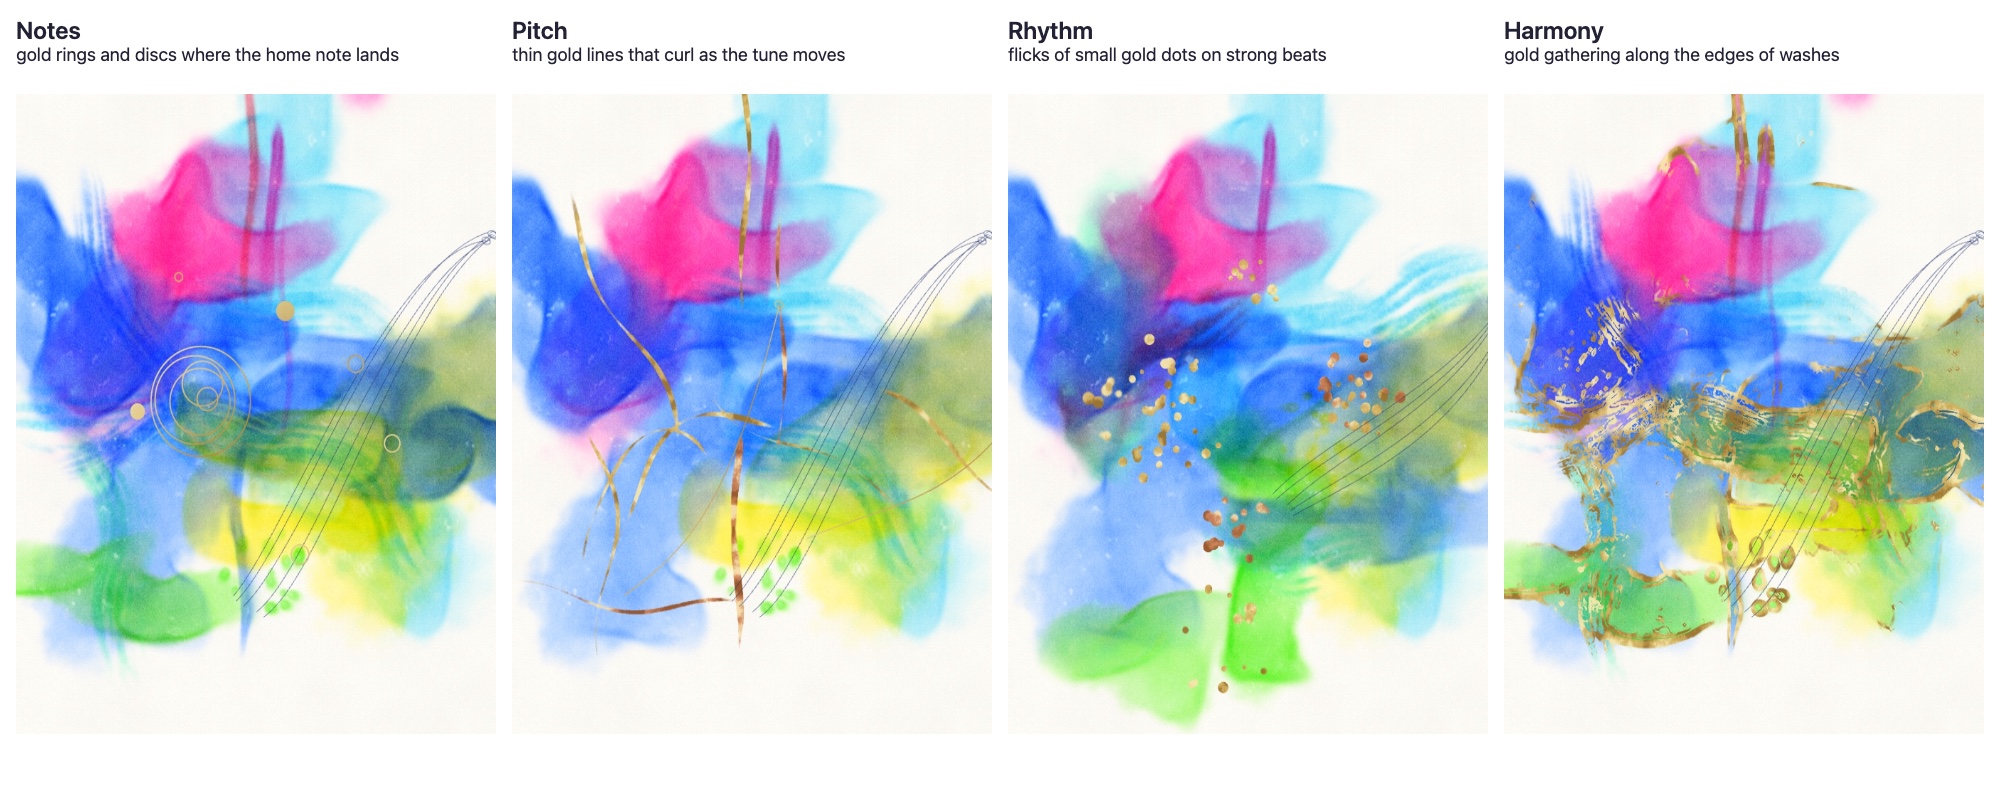 Notes
gold rings and discs where the home note lands
Pitch
thin gold lines that curl as the tune moves
Rhythm
flicks of small gold dots on strong beats
Harmony
gold gathering along the edges of washes